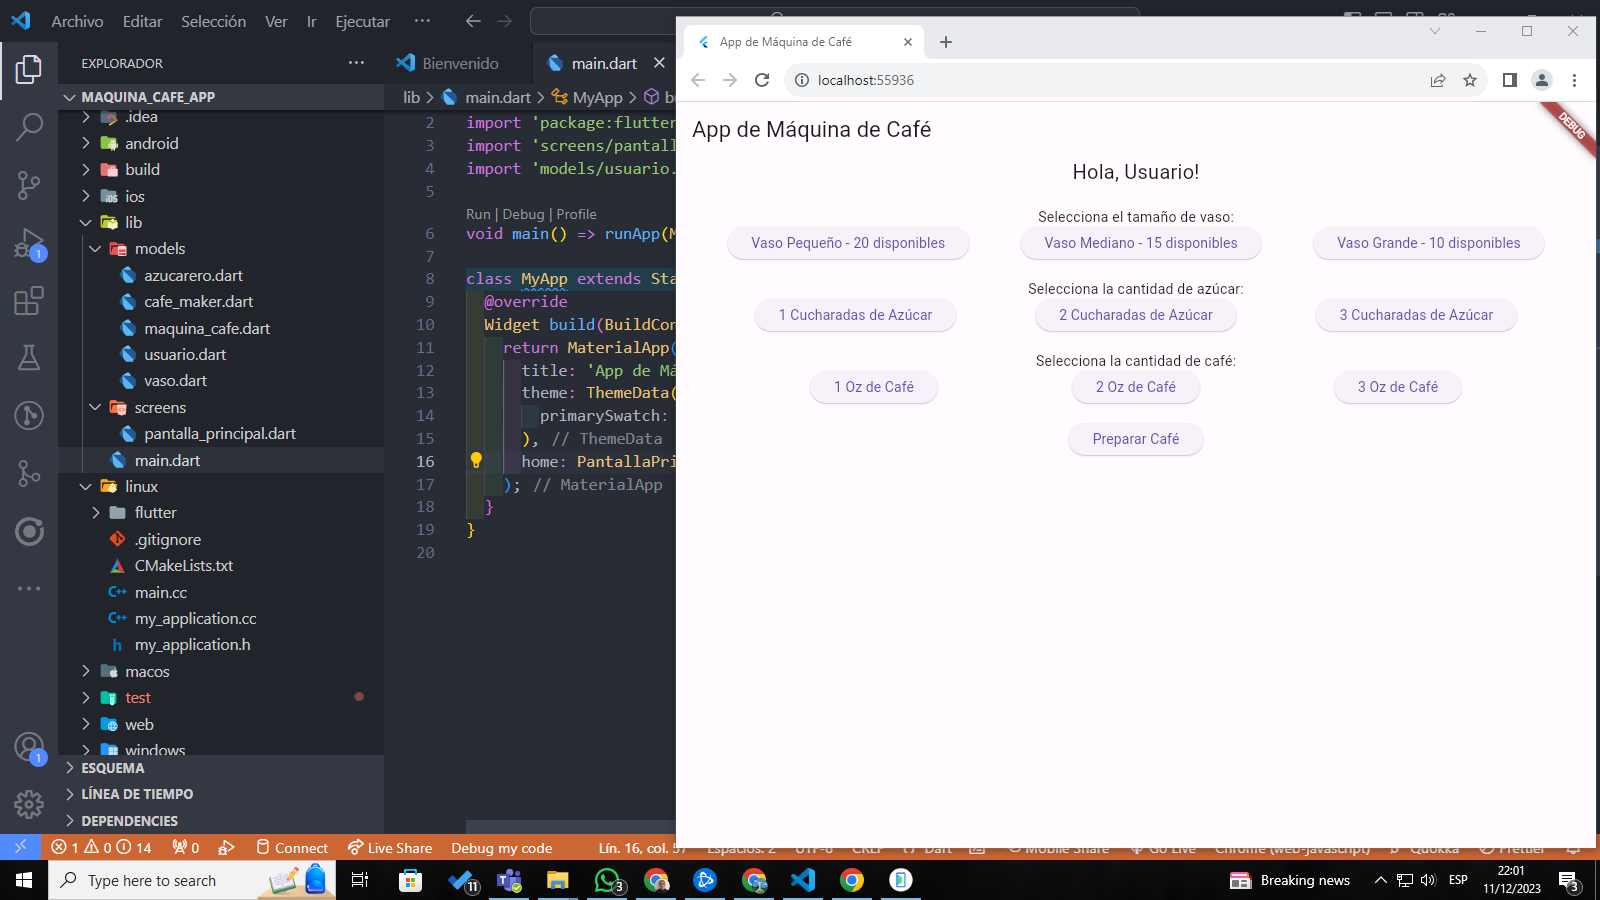 Archivo Editar Selección Ver Ir Ejecutar ···
EXPLORADOR ···
MAQUINA_CAFE_APP
.idea
android
build
ios
lib
models
azucarero.dart
cafe_maker.dart
maquina_cafe.dart
usuario.dart
vaso.dart
screens
pantalla_principal.dart
main.dart
linux
flutter
.gitignore
CMakeLists.txt
main.cc
my_application.cc
my_application.h
macos
test
web
windows
ESQUEMA
LÍNEA DE TIEMPO
DEPENDENCIES
1
1
Bienvenido
main.dart
lib > main.dart > MyApp >
2 import 'package:flutter
3 import 'screens/pantall
4 import 'models/usuario.
5
Run | Debug | Profile
6 void main() => runApp(M
7
8 class MyApp extends Sta
9 @override
10 Widget build(BuildCon
11 return MaterialApp(
12 title: 'App de Má
13 theme: ThemeData(
14 primarySwatch:
15 ), // ThemeData
16 home: PantallaPri
17 ); // MaterialApp
18 }
19 }
20
App de Máquina de Café
localhost:55936
DEBUG
App de Máquina de Café
Hola, Usuario!
Selecciona el tamaño de vaso:
Vaso Pequeño - 20 disponibles
Vaso Mediano - 15 disponibles
Vaso Grande - 10 disponibles
Selecciona la cantidad de azúcar:
1 Cucharadas de Azúcar
2 Cucharadas de Azúcar
3 Cucharadas de Azúcar
Selecciona la cantidad de café:
1 Oz de Café
2 Oz de Café
3 Oz de Café
Preparar Café
1 0 14 0 Connect Live Share Debug my code Lín. 16, col. 57 Espacios: 2 UTF-8 CRLF Dart Mobile Share Go Live Chrome (web-javascript) Quokka Prettier
Type here to search
11
3
Breaking news
ESP
22:01
11/12/2023
3